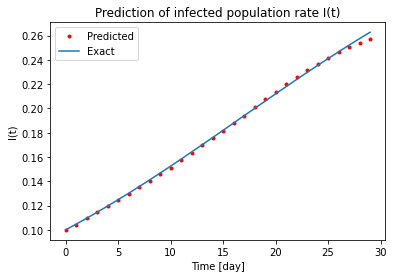 Prediction of infected population rate I(t)
Predicted
Exact
I(t)
0.26
0.24
0.22
0.20
0.18
0.16
0.14
0.12
0.10
0 5 10 15 20 25 30
Time [day]